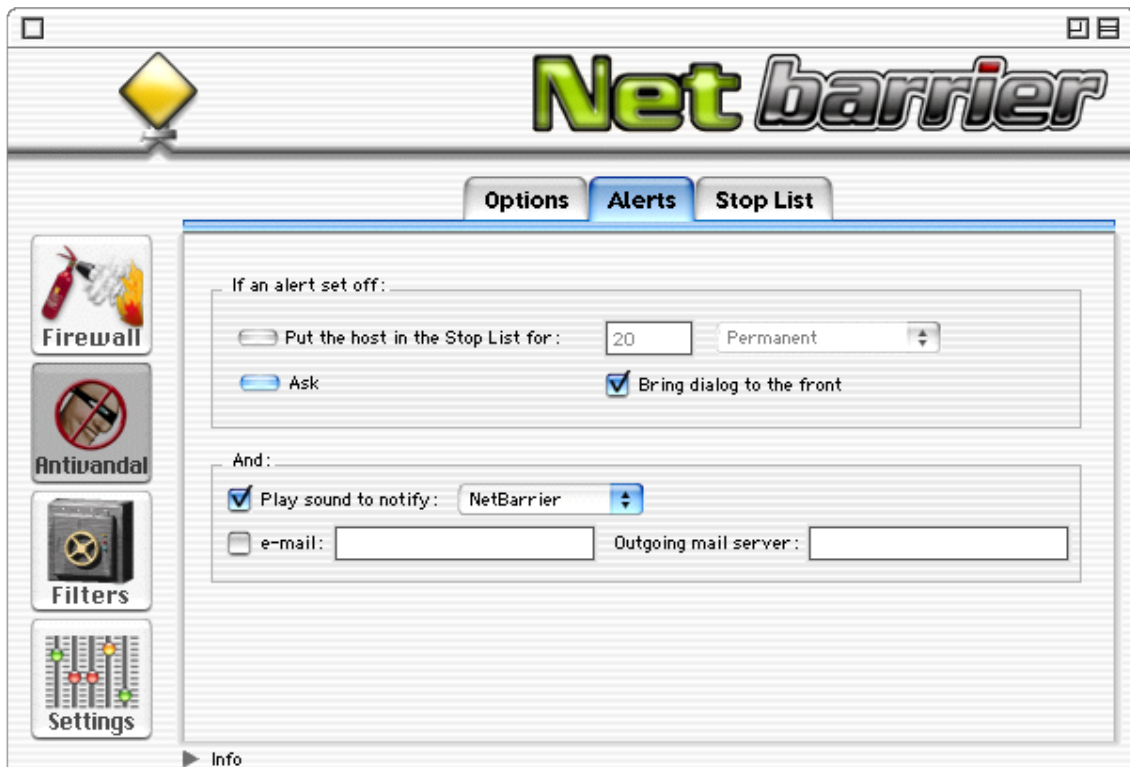 Net barrier
Options Alerts Stop List
Firewall
Antivandal
Filters
Settings
If an alert set off:
Put the host in the Stop List for: 20 Permanent
Ask Bring dialog to the front
And:
Play sound to notify: NetBarrier
e-mail: Outgoing mail server:
Info